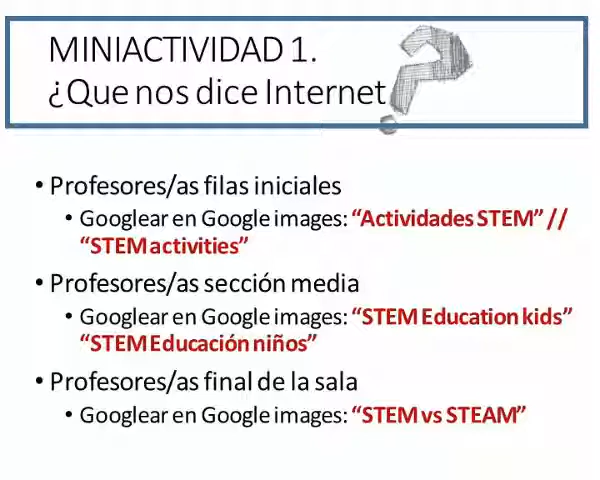 MINIACTIVIDAD 1.
¿Que nos dice Internet
• Profesores/as filas iniciales
• Googlear en Google images: “Actividades STEM” //
“STEM activities”
• Profesores/as sección media
• Googlear en Google images: “STEM Education kids”
“STEM Educación niños”
• Profesores/as final de la sala
• Googlear en Google images: “STEM vs STEAM”